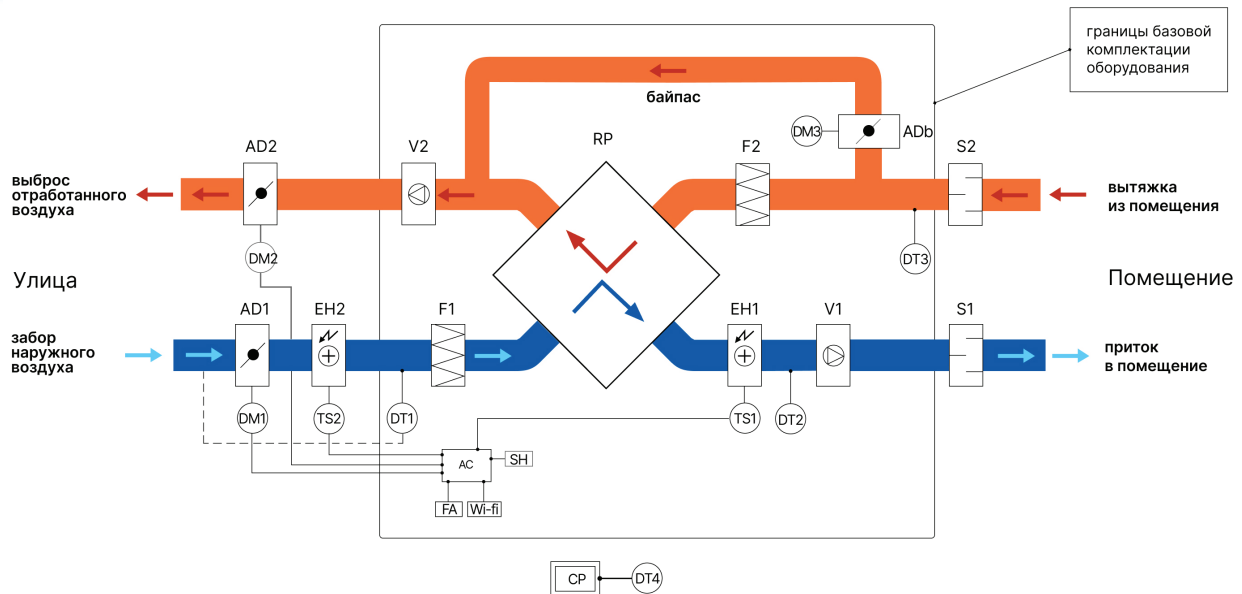 границы базовой
комплектации
оборудования
байпас
DM3
ADb
AD2
V2
RP
F2
S2
выброс
отработанного
воздуха
вытяжка
из помещения
DM2
DT3
Улица
Помещение
AD1
EH2
F1
EH1
V1
S1
забор
наружного
воздуха
приток
в помещение
DM1
TS2
DT1
TS1
DT2
AC
SH
FA
Wi-fi
CP
DT4